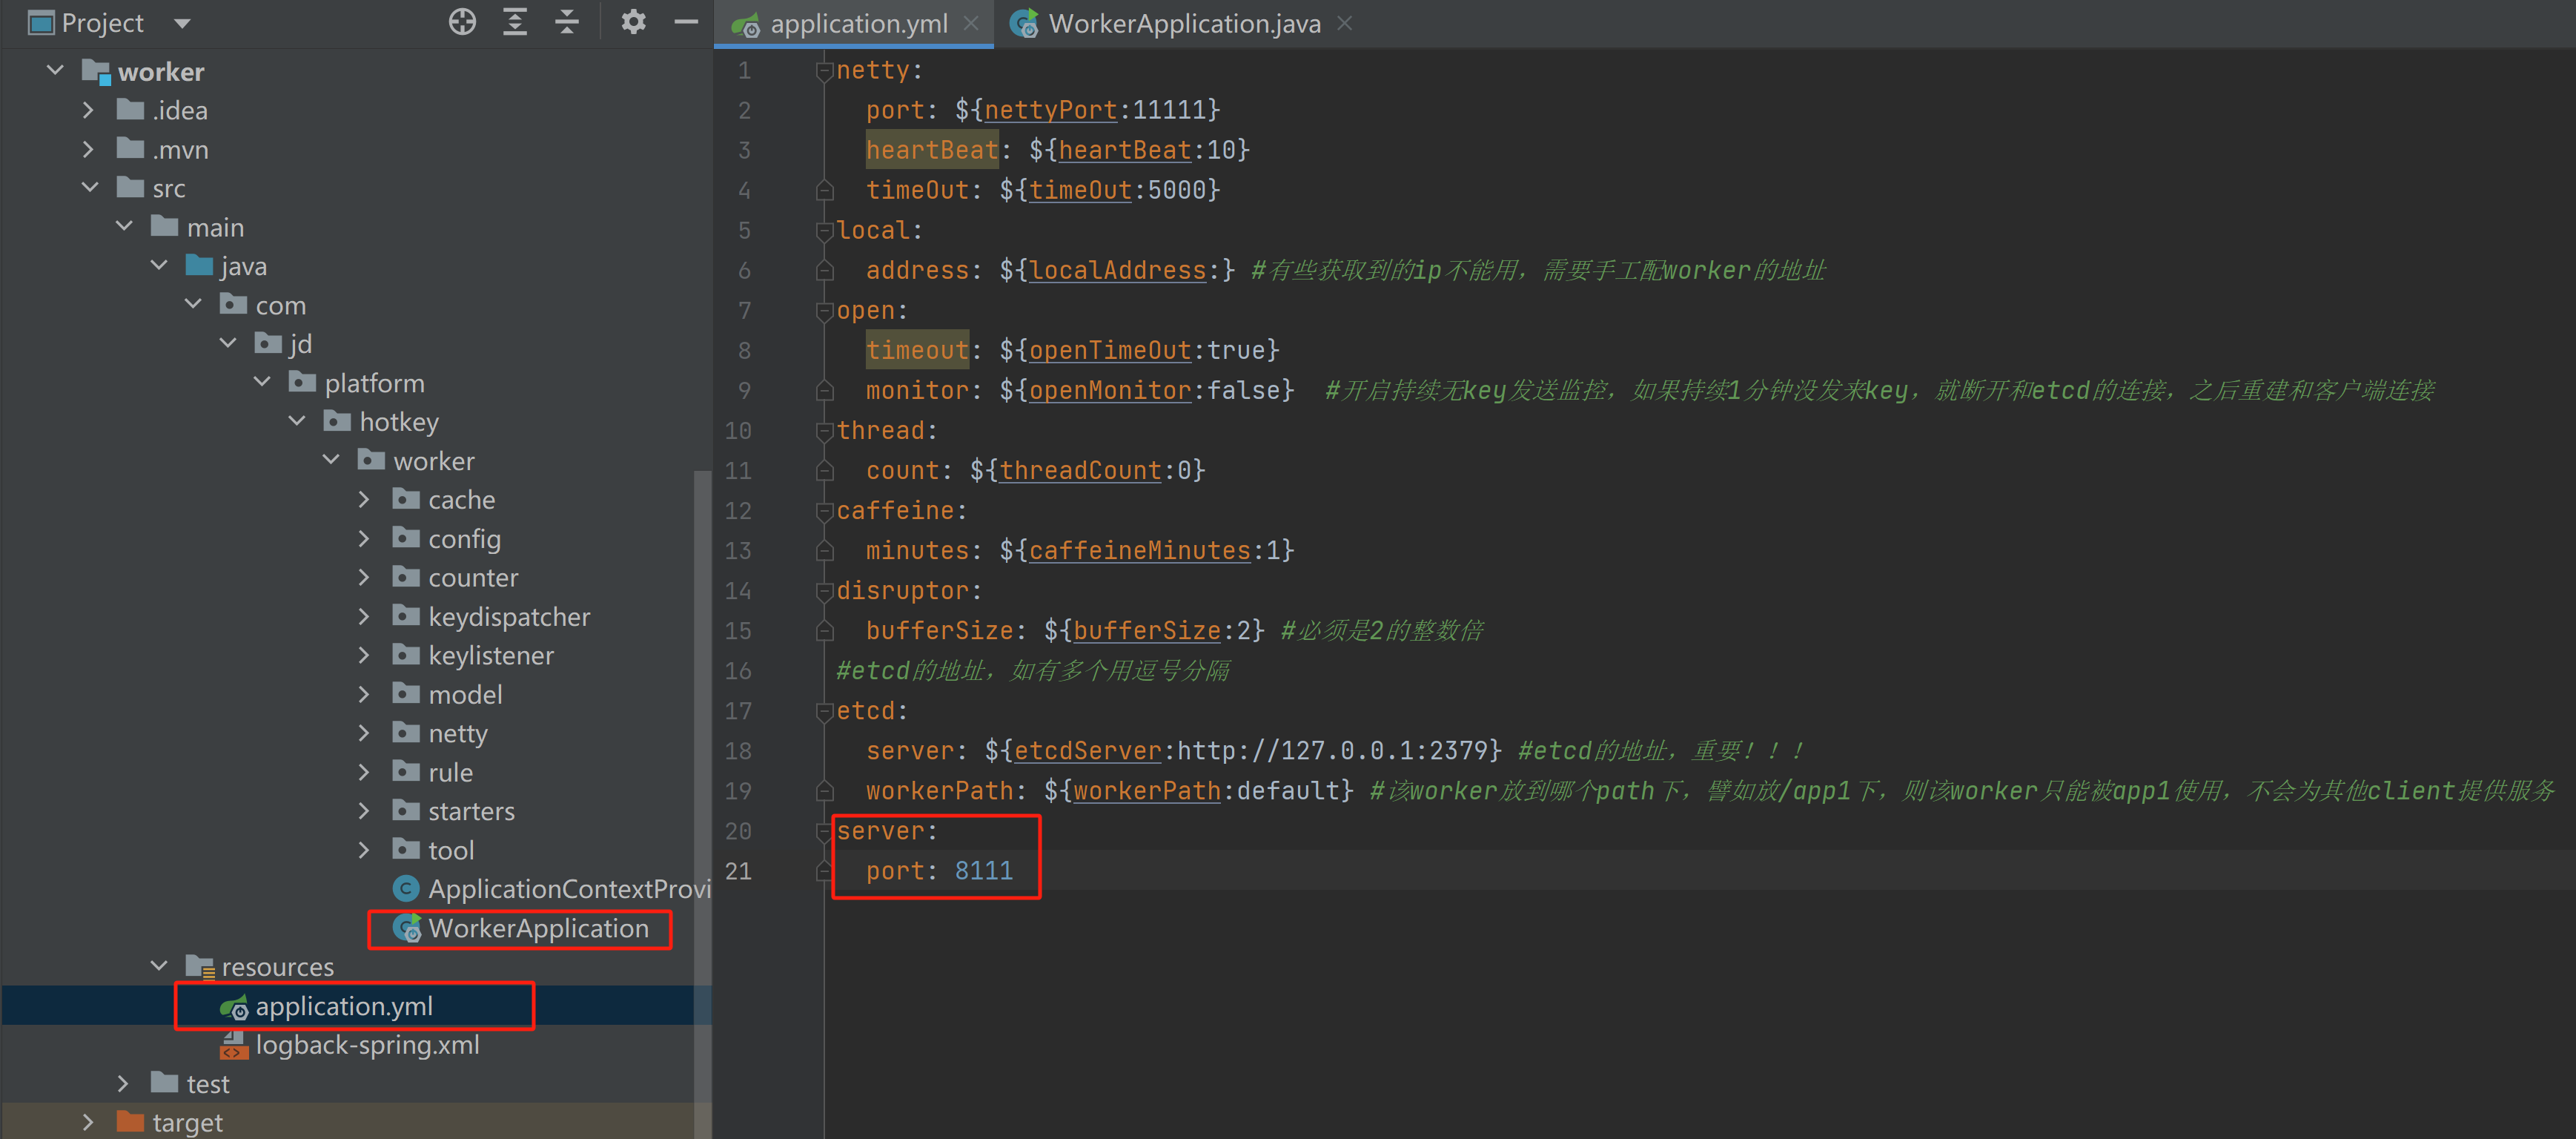 Project
worker
.idea
.mvn
src
main
java
com
jd
platform
hotkey
worker
cache
config
counter
keydispatcher
keylistener
model
netty
rule
starters
tool
ApplicationContextProvi
WorkerApplication
resources
application.yml
logback-spring.xml
test
target
application.yml
WorkerApplication.java
1 netty:
2 port: ${nettyPort:11111}
3 heartBeat: ${heartBeat:10}
4 timeOut: ${timeOut:5000}
5 local:
6 address: ${localAddress:} #有些获取到的ip不能用，需要手工配worker的地址
7 open:
8 timeout: ${openTimeOut:true}
9 monitor: ${openMonitor:false} #开启持续无key发送监控，如果持续1分钟没发来key，就断开和etcd的连接，之后重建和客户端连接
10 thread:
11 count: ${threadCount:0}
12 caffeine:
13 minutes: ${caffeineMinutes:1}
14 disruptor:
15 bufferSize: ${bufferSize:2} #必须是2的整数倍
16 #etcd的地址，如有多个用逗号分隔
17 etcd:
18 server: ${etcdServer:http://127.0.0.1:2379} #etcd的地址，重要！！！
19 workerPath: ${workerPath:default} #该worker放到哪个path下，譬如放/app1下，则该worker只能被app1使用，不会为其他client提供服务
20 server:
21 port: 8111